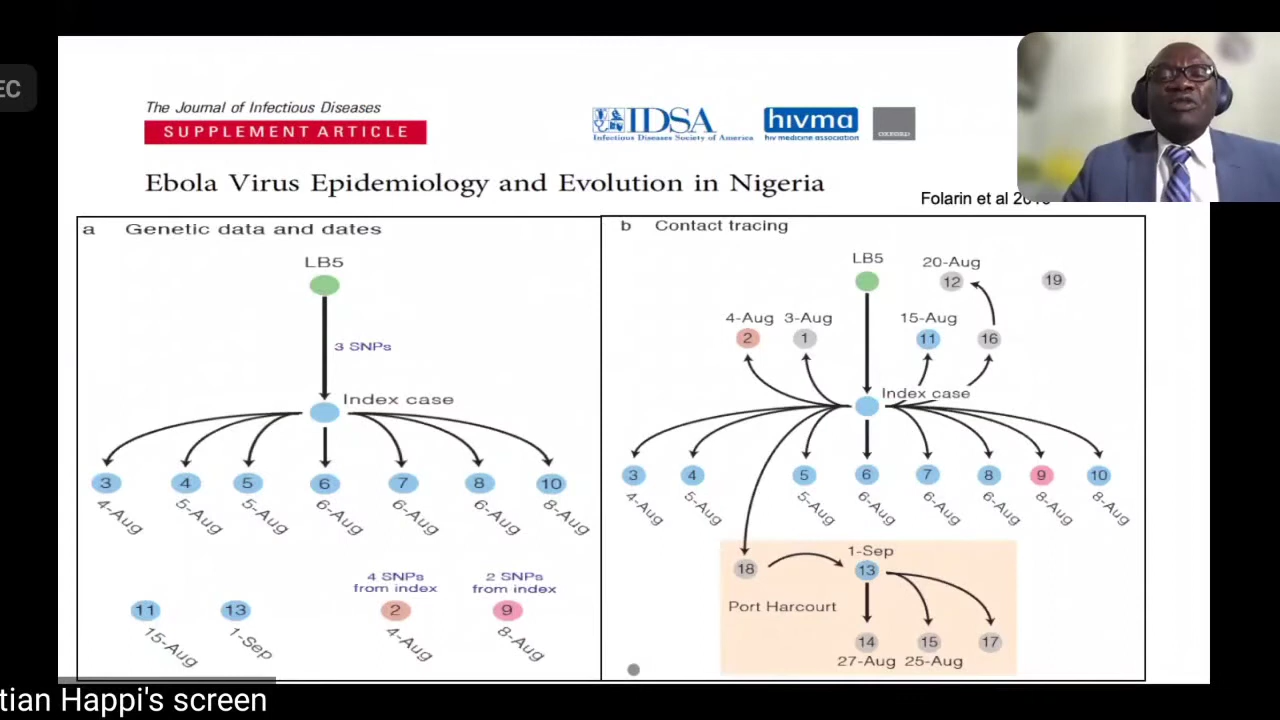 EC
The Journal of Infectious Diseases
SUPPLEMENT ARTICLE
IDSA
Infectious Diseases Society of America
hivma
hiv medicine association
Ebola Virus Epidemiology and Evolution in Nigeria
Folarin et al
a Genetic data and dates
LB5
3 SNPs
Index case
3 4 5 6 7 8 10
4-Aug 5-Aug 5-Aug 6-Aug 6-Aug 6-Aug 8-Aug
4 SNPs
from index
2 SNPs
from index
11 13 2 9
15-Aug 1-Sep 4-Aug 8-Aug
b Contact tracing
LB5 20-Aug
12 19
4-Aug 3-Aug 15-Aug
2 1 11 16
Index case
3 4 5 6 7 8 9 10
4-Aug 5-Aug 5-Aug 6-Aug 6-Aug 6-Aug 8-Aug 8-Aug
1-Sep
18 13
Port Harcourt
14 15 17
27-Aug 25-Aug
tian Happi's screen